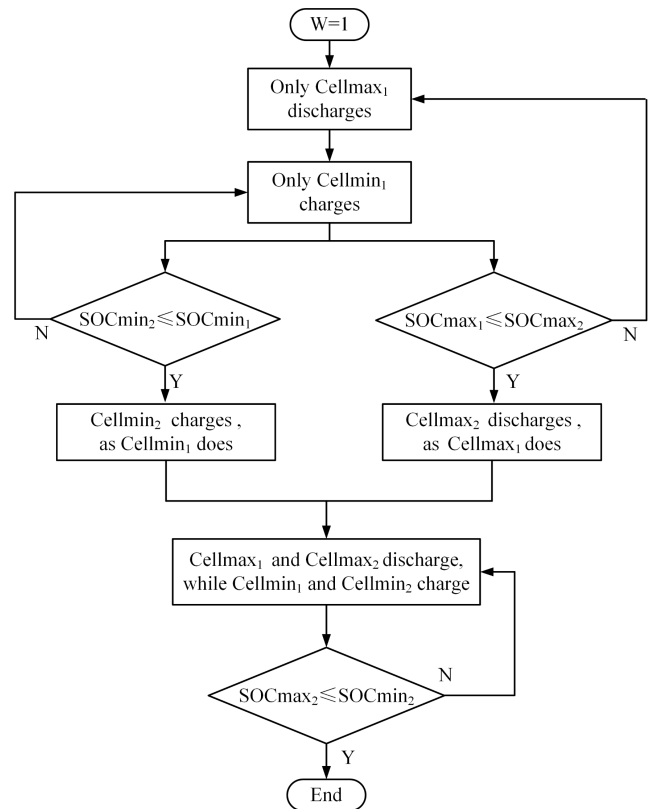 W=1
Only Cellmax₁
discharges
Only Cellmin₁
charges
SOCmin₂⩽SOCmin₁
N
Y
SOCmax₁⩽SOCmax₂
N
Y
Cellmin₂ charges ,
as Cellmin₁ does
Cellmax₂ discharges ,
as Cellmax₁ does
Cellmax₁ and Cellmax₂ discharge,
while Cellmin₁ and Cellmin₂ charge
N
SOCmax₂⩽SOCmin₂
Y
End